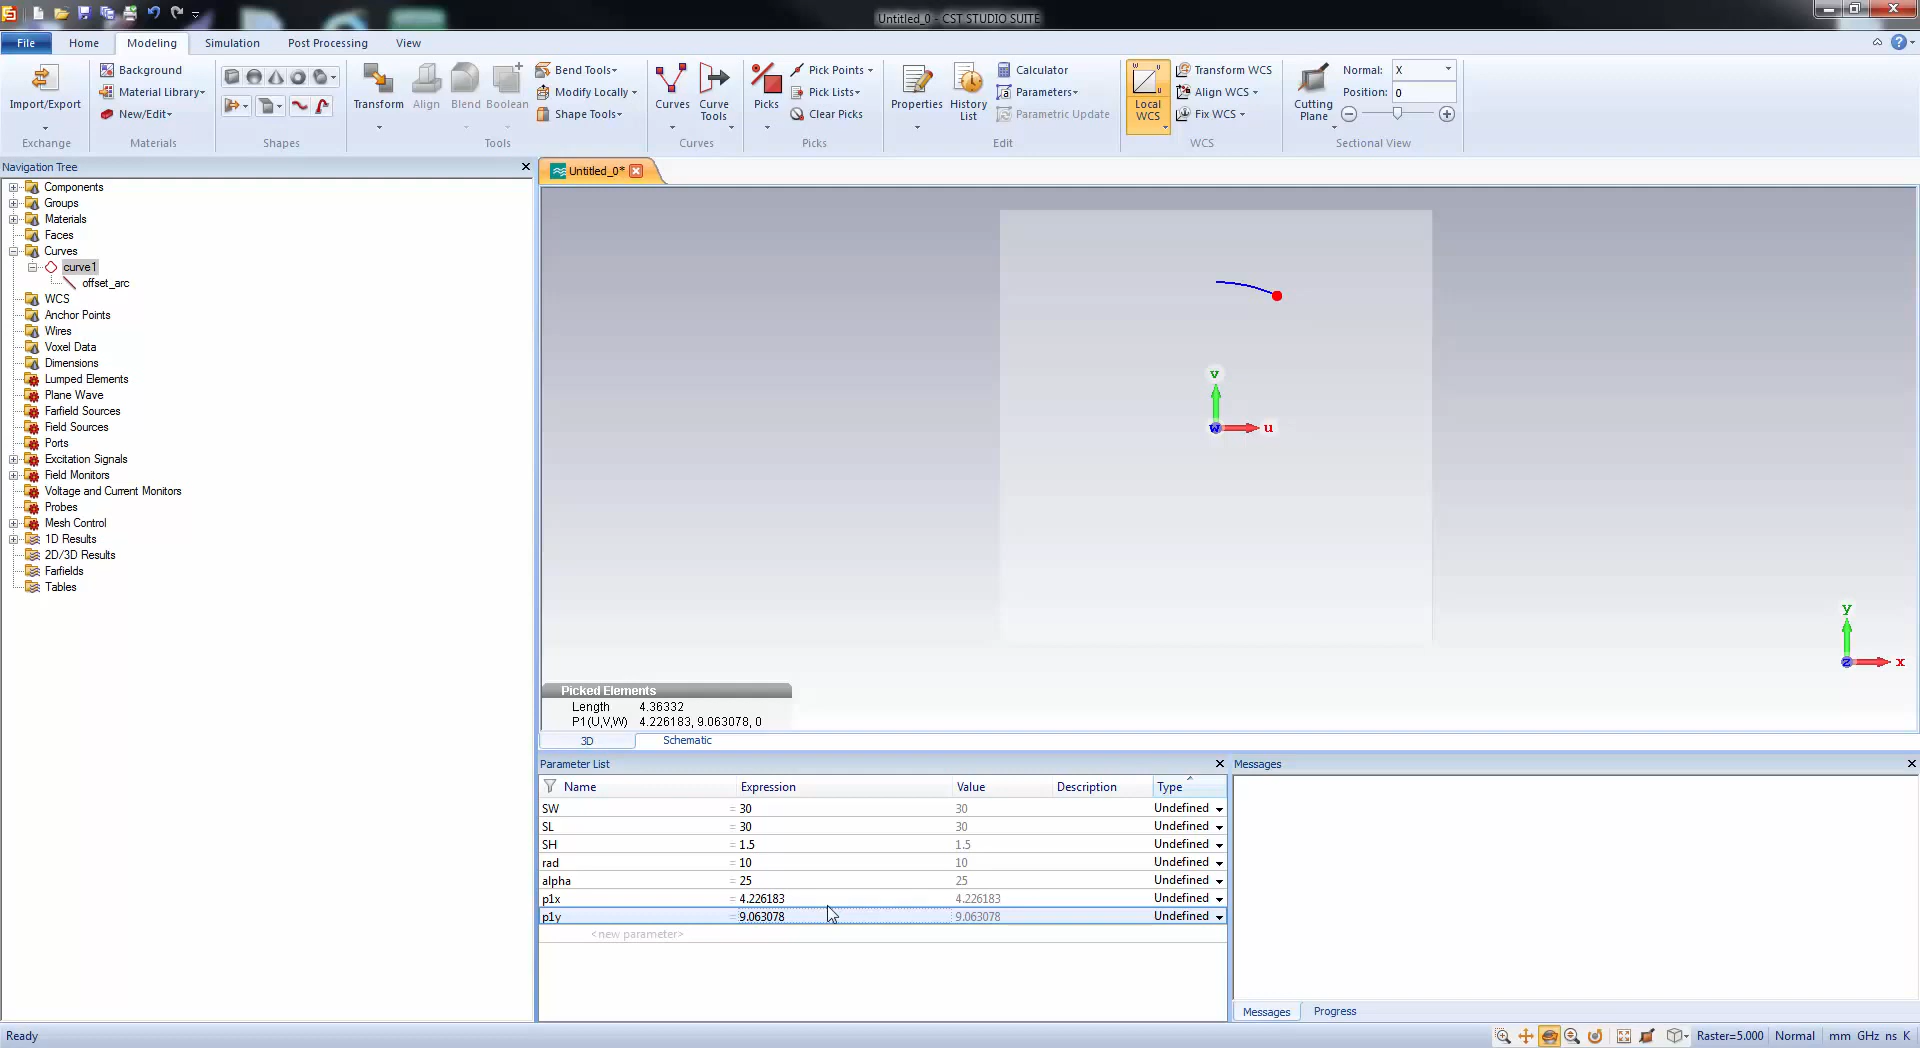 Untitled_0 - CST STUDIO SUITE
File Home Modeling Simulation Post Processing View
Import/Export
Exchange
Background
Material Library
New/Edit
Materials
Shapes
Transform
Align
Blend
Boolean
Bend Tools
Modify Locally
Shape Tools
Tools
Curves
Curve Tools
Curves
Picks
Pick Points
Pick Lists
Clear Picks
Picks
Properties
History List
Calculator
Parameters
Parametric Update
Edit
Local WCS
Transform WCS
Align WCS
Fix WCS
WCS
Cutting Plane
Normal: X
Position: 0
Sectional View
Navigation Tree
Components
Groups
Materials
Faces
Curves
curve1
offset_arc
WCS
Anchor Points
Wires
Voxel Data
Dimensions
Lumped Elements
Plane Wave
Farfield Sources
Field Sources
Ports
Excitation Signals
Field Monitors
Voltage and Current Monitors
Probes
Mesh Control
1D Results
2D/3D Results
Farfields
Tables
Untitled_0*
v
w
u
y
z
x
Picked Elements
Length 4.36332
P1(U,V,W) 4.226183, 9.063078, 0
3D Schematic
Parameter List
Name Expression Value Description Type
SW = 30 30 Undefined
SL = 30 30 Undefined
SH = 1.5 1.5 Undefined
rad = 10 10 Undefined
alpha = 25 25 Undefined
p1x = 4.226183 4.226183 Undefined
p1y = 9.063078 9.063078 Undefined
<new parameter>
Messages
Messages Progress
Ready
Raster=5.000 Normal mm GHz ns K